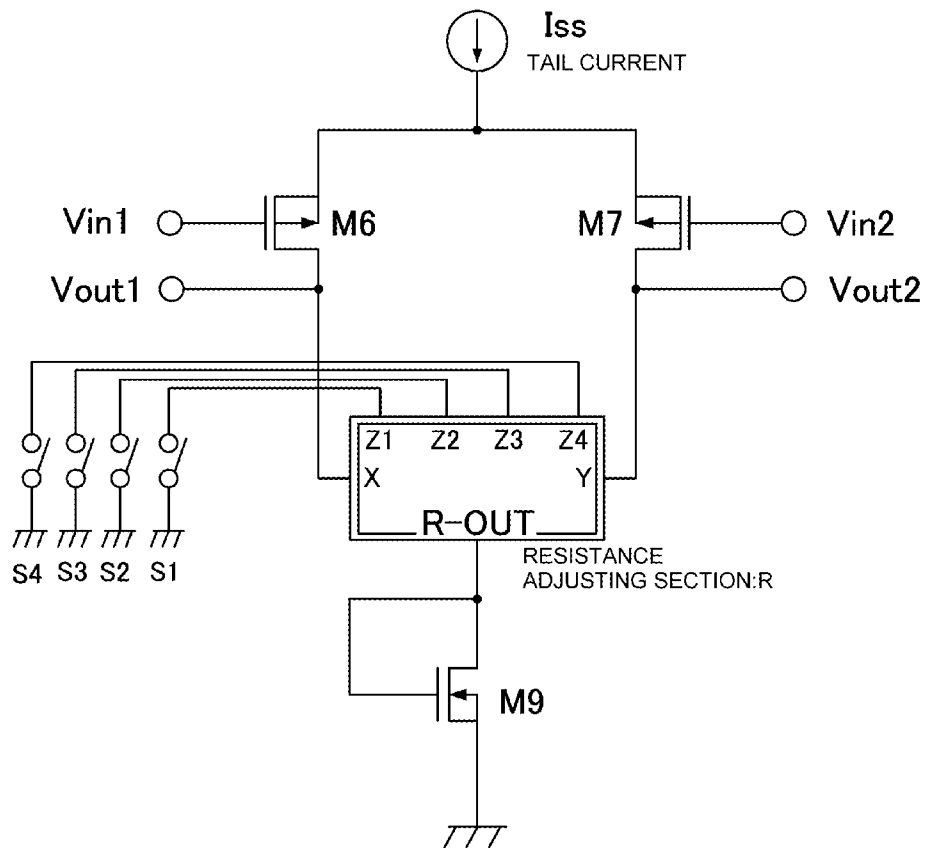 Iss
TAIL CURRENT
Vin1
M6
M7
Vin2
Vout1
Vout2
Z1 Z2 Z3 Z4
X Y
R-OUT
S4 S3 S2 S1
RESISTANCE
ADJUSTING SECTION:R
M9